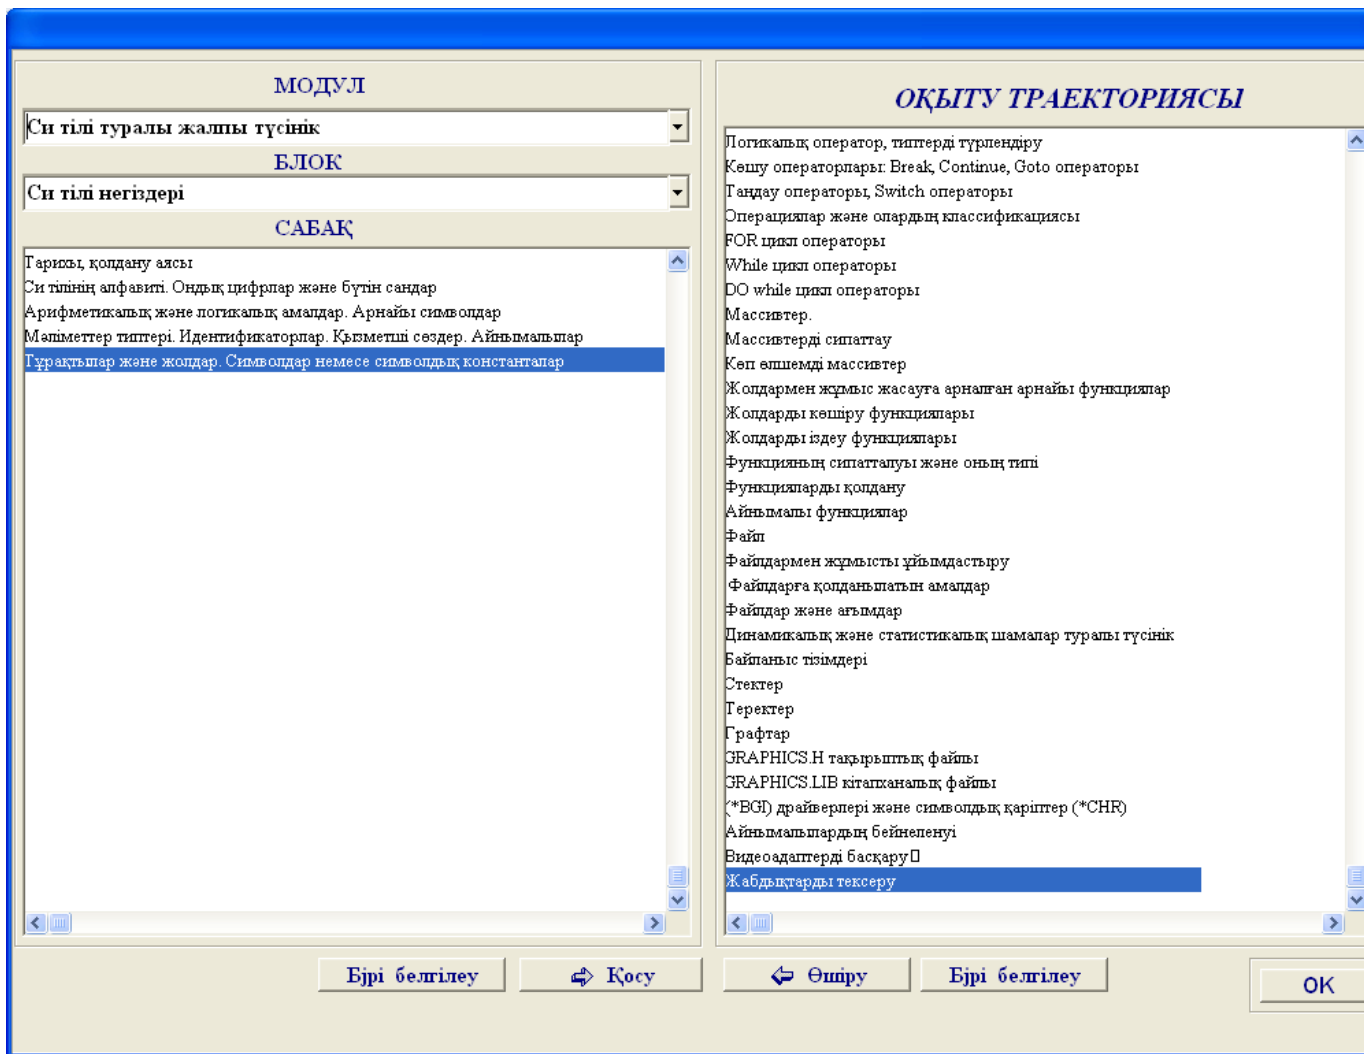 МОДУЛ
Си тілі туралы жалпы түсінік
БЛОК
Си тілі негіздері
САБАҚ
Тарихы, қолдану аясы
Си тілінің алфавиті. Ондық цифрлар және бүтін сандар
Арифметикалық және логикалық амалдар. Арнайы символдар
Мәліметтер типтері. Идентификаторлар. Қызметші сөздер. Айнымалылар
Тұрақтылар және жолдар. Символдар немесе символдық константалар
ОҚЫТУ ТРАЕКТОРИЯСЫ
Логикалық оператор, типтерді түрлендіру
Көшу операторлары: Break, Continue, Goto операторы
Таңдау операторы, Switch операторы
Операциялар және олардың классификациясы
FOR цикл операторы
While цикл операторы
DO while цикл операторы
Массивтер.
Массивтерді сипаттау
Көп өлшемді массивтер
Жолдармен жұмыс жасауға арналған арнайы функциялар
Жолдарды көшіру функциялары
Жолдарды іздеу функциялары
Функцияның сипатталуы және оның типі
Функцияларды қолдану
Айнымалы функциялар
Файл
Файлдармен жұмысты ұйымдастыру
Файлдарға қолданылатын амалдар
Файлдар және ағымдар
Динамикалық және статистикалық шамалар туралы түсінік
Байланыс тізімдері
Стектер
Теректер
Графтар
GRAPHICS.H тақырыптық файлы
GRAPHICS.LIB кітапханалық файлы
(*BGI) драйверлері және символдық қаріптер (*CHR)
Айнымалылардың бейнеленуі
Видеоадаптерді басқару
Жабдықтарды тексеру
Бjрі белгілеу
Қосу
Өшіру
Бjрі белгілеу
OK